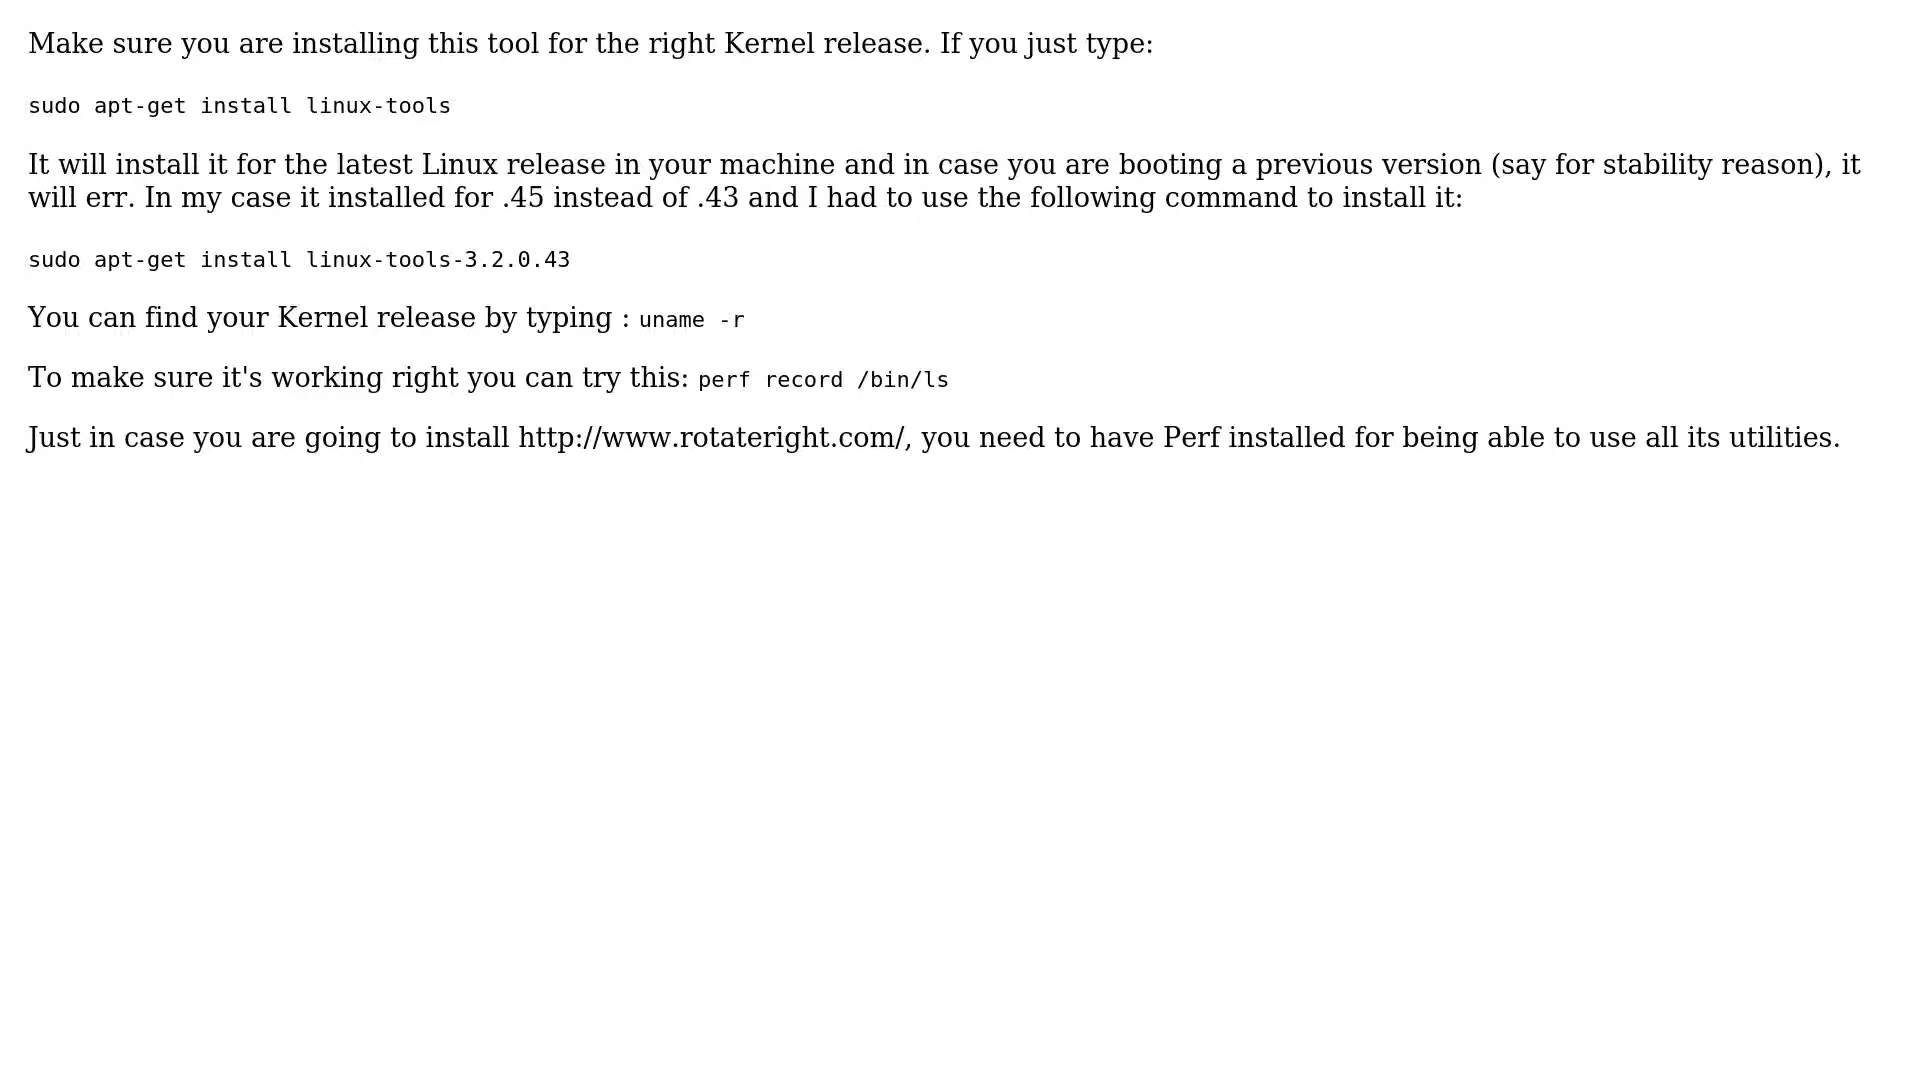 Make sure you are installing this tool for the right Kernel release. If you just type:
sudo apt-get install linux-tools
It will install it for the latest Linux release in your machine and in case you are booting a previous version (say for stability reason), it
will err. In my case it installed for .45 instead of .43 and I had to use the following command to install it:
sudo apt-get install linux-tools-3.2.0.43
You can find your Kernel release by typing : uname -r
To make sure it's working right you can try this: perf record /bin/ls
Just in case you are going to install http://www.rotateright.com/, you need to have Perf installed for being able to use all its utilities.